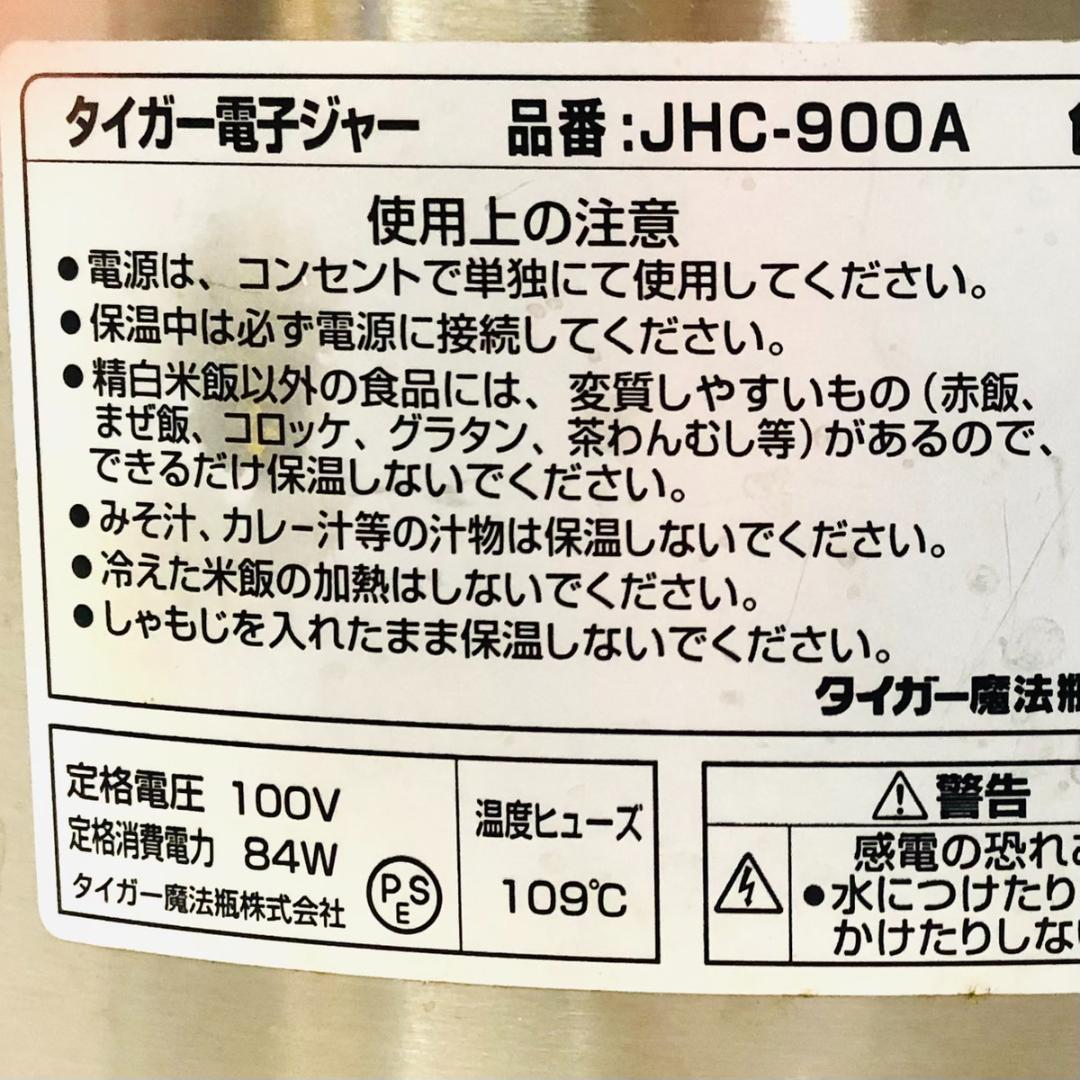 タイガー電子ジャー 品番:JHC-900A
使用上の注意
●電源は、コンセントで単独にて使用してください。
●保温中は必ず電源に接続してください。
●精白米飯以外の食品には、変質しやすいもの(赤飯、
まぜ飯、コロッケ、グラタン、茶わんむし等)があるので、
できるだけ保温しないでください。
●みそ汁、カレー汁等の汁物は保温しないでください。
●冷えた米飯の加熱はしないでください。
●しゃもじを入れたまま保温しないでください。
タイガー魔法瓶
定格電圧 100V
定格消費電力 84W
タイガー魔法瓶株式会社
PSE
温度ヒューズ
109℃
⚠警告
感電の恐れ
●水につけたり
かけたりしない